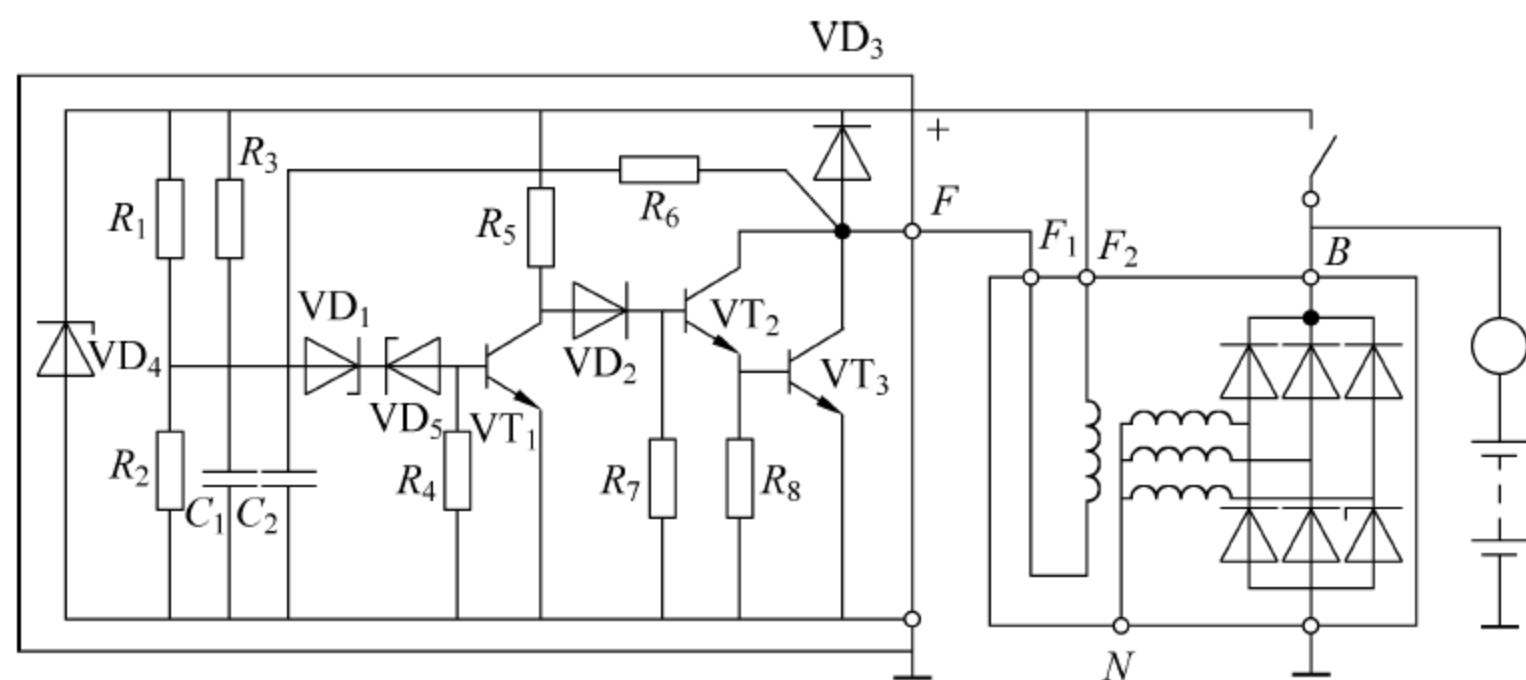 VD₃
+
R₃
R₁
R₅
R₆
F
F₁
F₂
B
VD₁
VD₄
VD₂
VT₂
VT₃
VD₅
VT₁
R₂
C₁
C₂
R₄
R₇
R₈
N